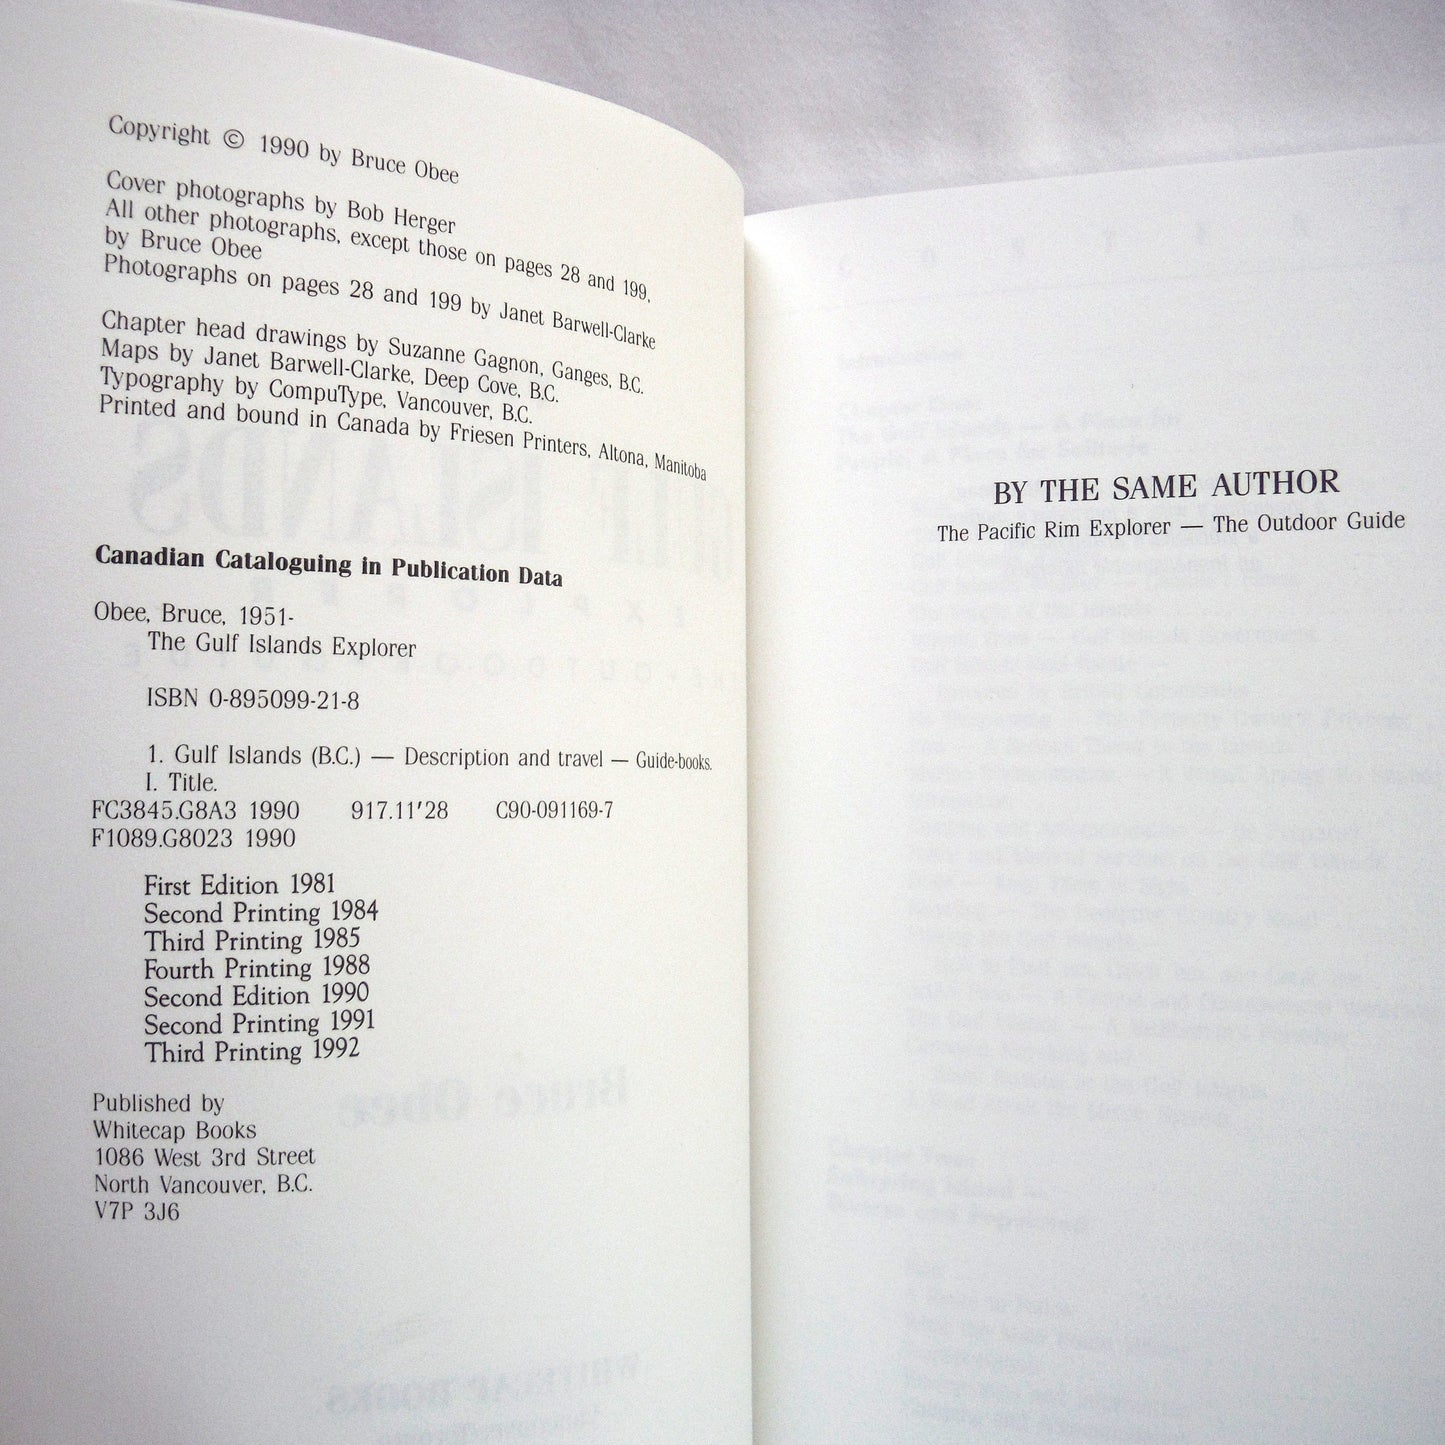 Copyright © 1990 by Bruce Obee
Cover photographs by Bob Herger
All other photographs, except those on pages 28 and 199,
by Bruce Obee
Photographs on pages 28 and 199 by Janet Barwell-Clarke
Chapter head drawings by Suzanne Gagnon, Ganges, B.C.
Maps by Janet Barwell-Clarke, Deep Cove, B.C.
Typography by CompuType, Vancouver, B.C.
Printed and bound in Canada by Friesen Printers, Altona, Manitoba
Canadian Cataloguing in Publication Data
Obee, Bruce, 1951-
The Gulf Islands Explorer
ISBN 0-895099-21-8
1. Gulf Islands (B.C.) — Description and travel — Guide-books.
I. Title.
FC3845.G8A3 1990 917.11'28 C90-091169-7
F1089.G8023 1990
First Edition 1981
Second Printing 1984
Third Printing 1985
Fourth Printing 1988
Second Edition 1990
Second Printing 1991
Third Printing 1992
Published by
Whitecap Books
1086 West 3rd Street
North Vancouver, B.C.
V7P 3J6
BY THE SAME AUTHOR
The Pacific Rim Explorer — The Outdoor Guide